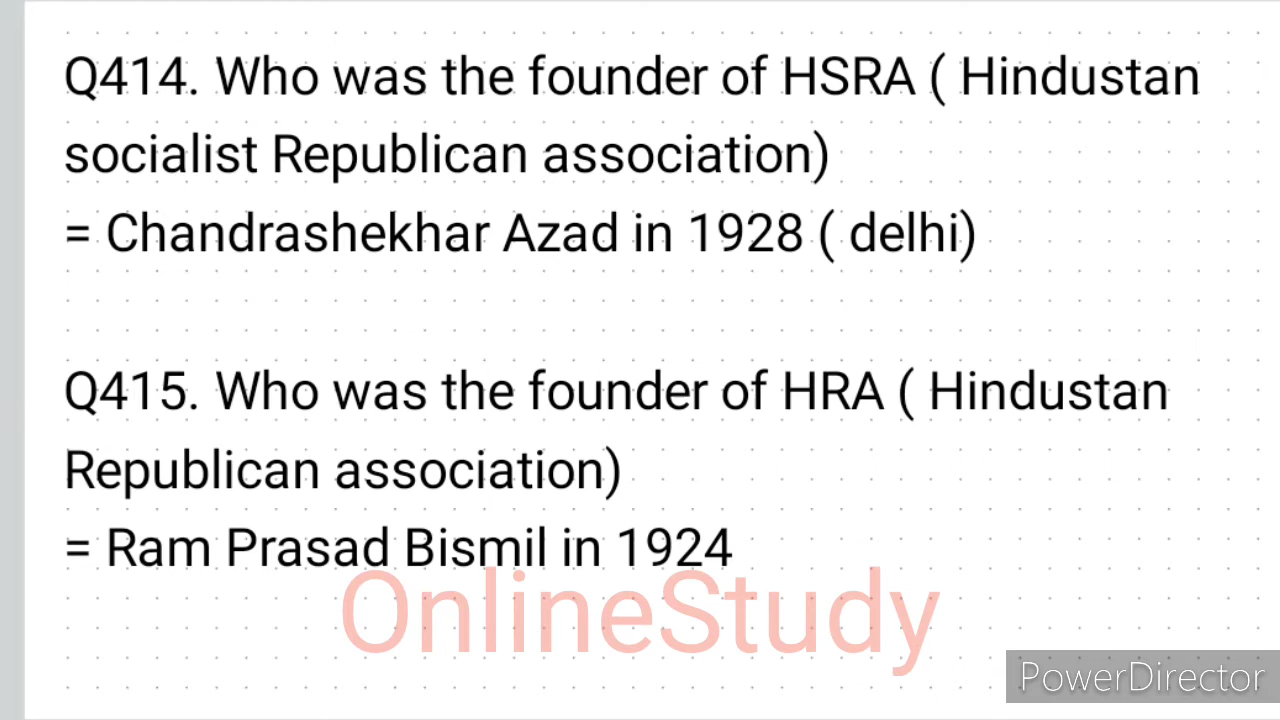 Q414. Who was the founder of HSRA ( Hindustan
socialist Republican association)
= Chandrashekhar Azad in 1928 ( delhi)
Q415. Who was the founder of HRA ( Hindustan
Republican association)
= Ram Prasad Bismil in 1924
OnlineStudy
PowerDirector